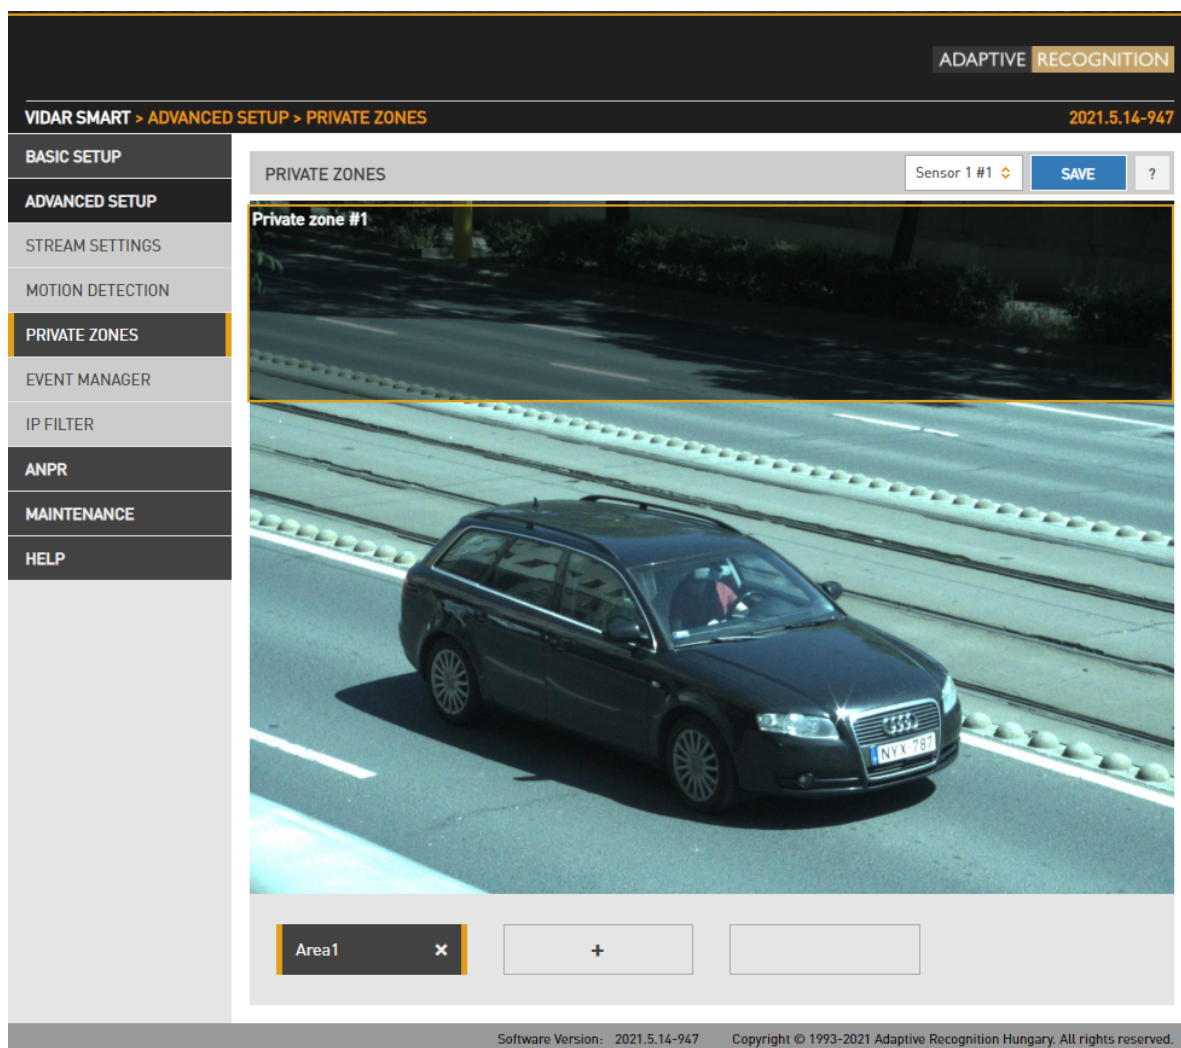 ADAPTIVE RECOGNITION
VIDAR SMART > ADVANCED SETUP > PRIVATE ZONES 2021.5.14-947
BASIC SETUP
ADVANCED SETUP
STREAM SETTINGS
MOTION DETECTION
PRIVATE ZONES
EVENT MANAGER
IP FILTER
ANPR
MAINTENANCE
HELP
PRIVATE ZONES Sensor 1 #1 SAVE ?
Private zone #1
NYX-787
Area1 × +
Software Version: 2021.5.14-947 Copyright © 1993-2021 Adaptive Recognition Hungary. All rights reserved.